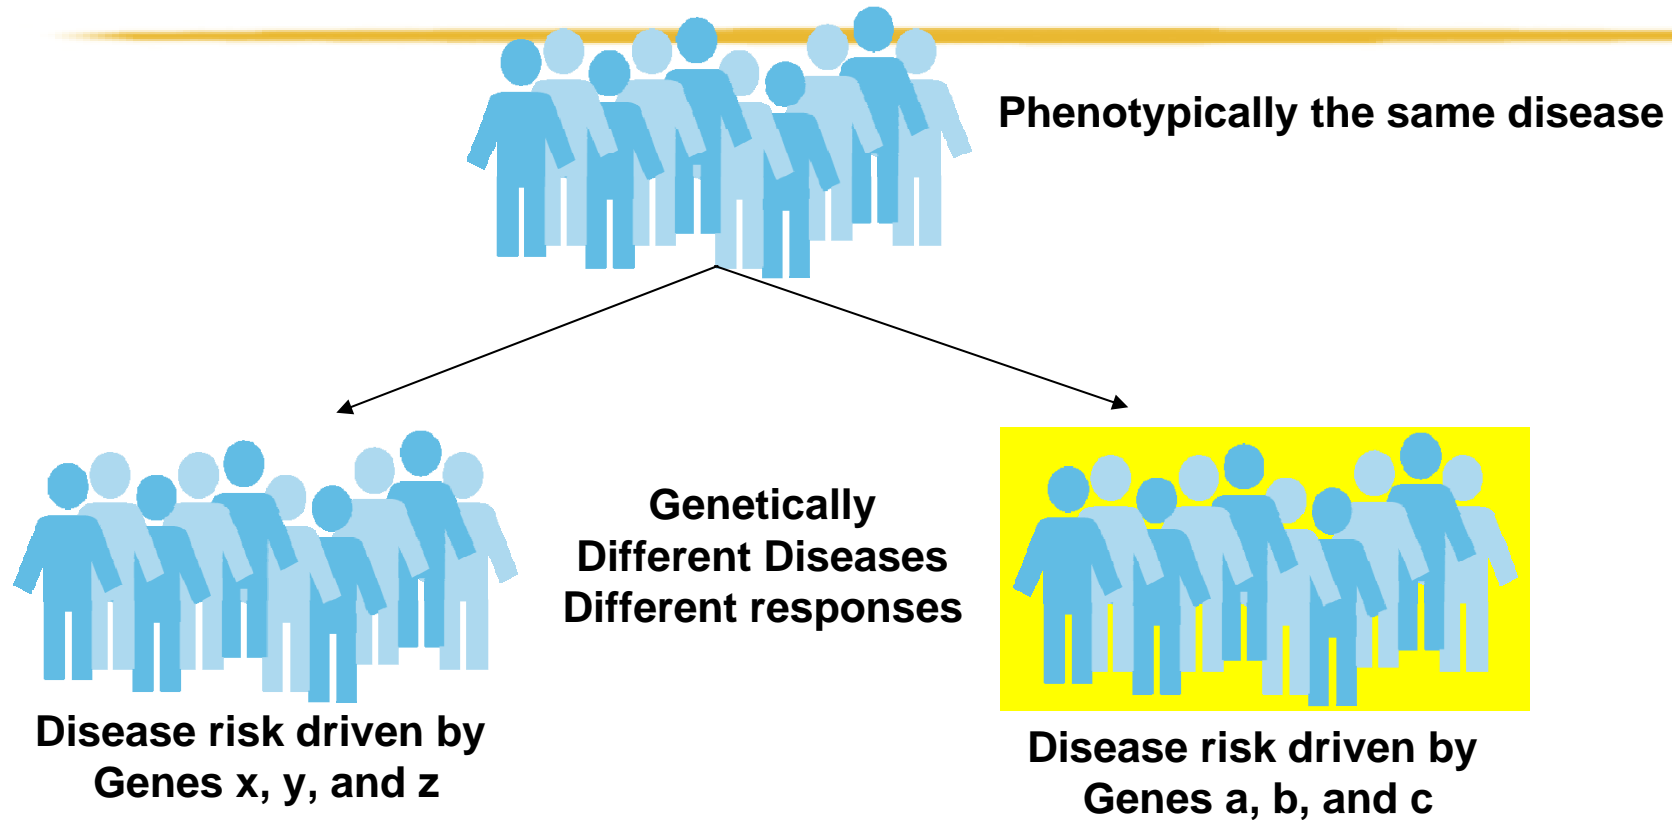 Phenotypically the same disease
Genetically
Different Diseases
Different responses
Disease risk driven by
Genes x, y, and z
Disease risk driven by
Genes a, b, and c